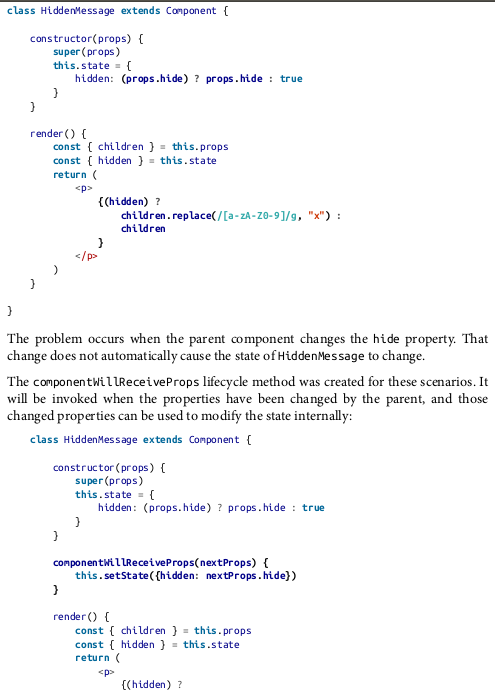 class HiddenMessage extends Component {
constructor(props) {
super(props)
this.state = {
hidden: (props.hide) ? props.hide : true
}
}
render() {
const { children } = this.props
const { hidden } = this.state
return (
<p>
{(hidden) ?
children.replace(/[a-zA-Z0-9]/g, "x") :
children
}
</p>
)
}
}
The problem occurs when the parent component changes the hide property. That
change does not automatically cause the state of HiddenMessage to change.
The componentWillReceiveProps lifecycle method was created for these scenarios. It
will be invoked when the properties have been changed by the parent, and those
changed properties can be used to modify the state internally:
class HiddenMessage extends Component {
constructor(props) {
super(props)
this.state = {
hidden: (props.hide) ? props.hide : true
}
}
componentWillReceiveProps(nextProps) {
this.setState({hidden: nextProps.hide})
}
render() {
const { children } = this.props
const { hidden } = this.state
return (
<p>
{(hidden) ?